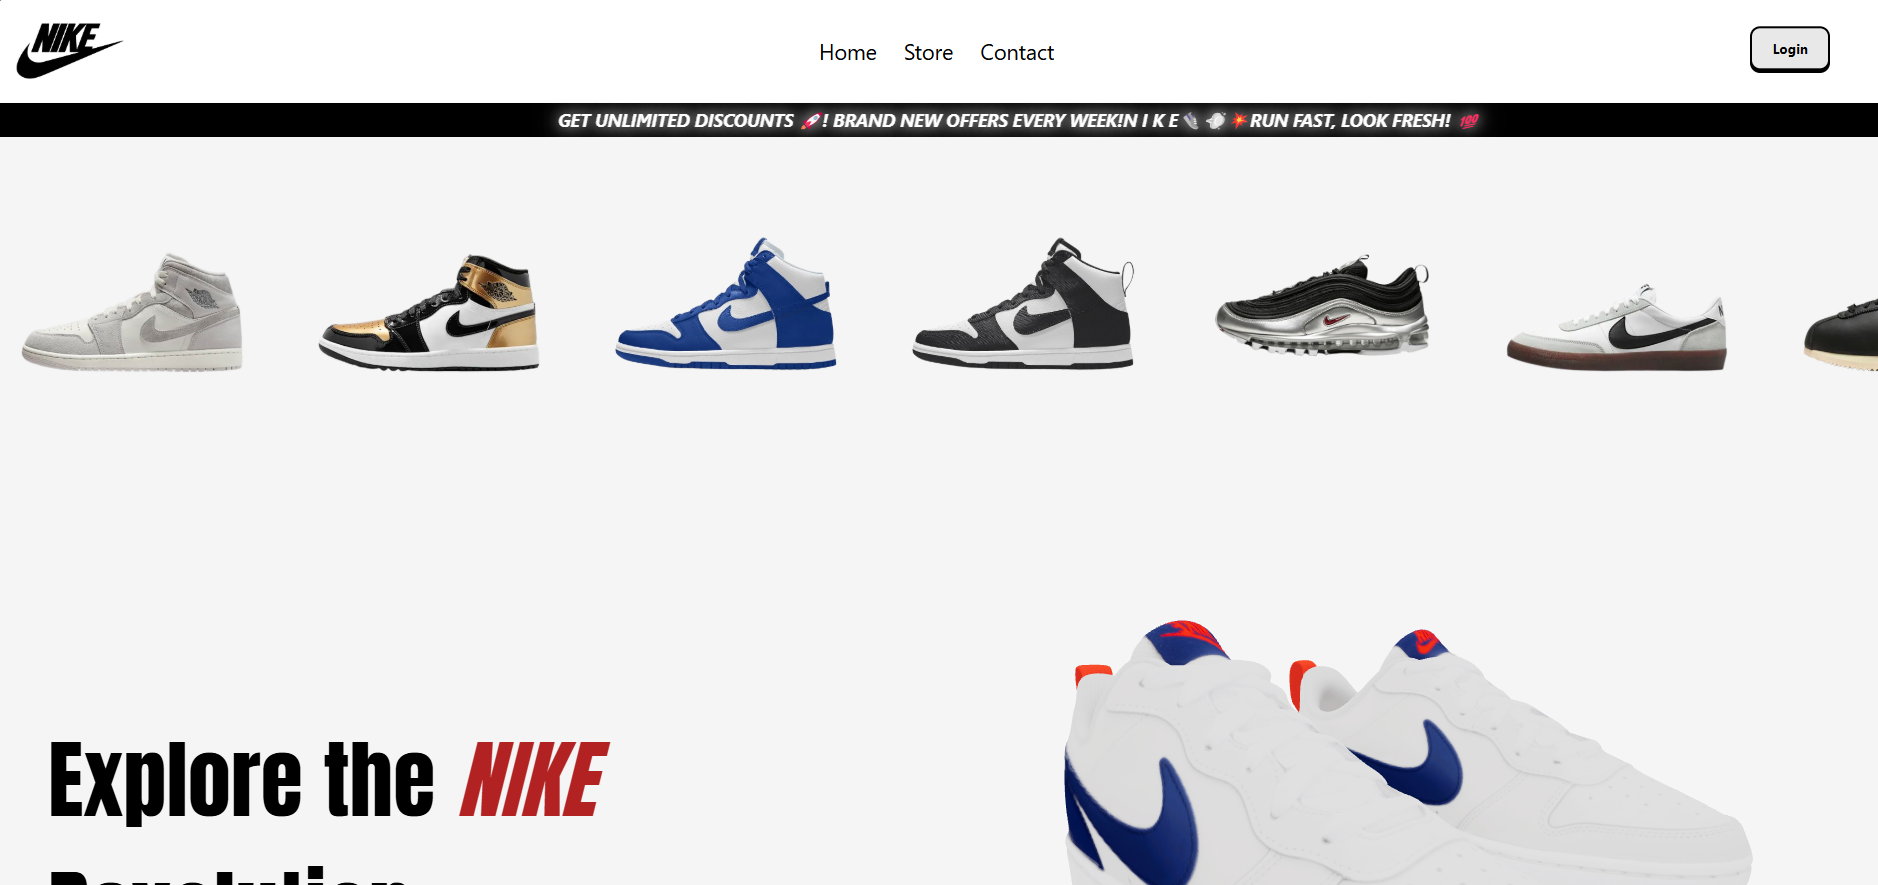 NIKE
Home Store Contact
Login
GET UNLIMITED DISCOUNTS 🚀! BRAND NEW OFFERS EVERY WEEK!N I K E👟 💨 💥RUN FAST, LOOK FRESH! 💯
Explore the NIKE
Revolution